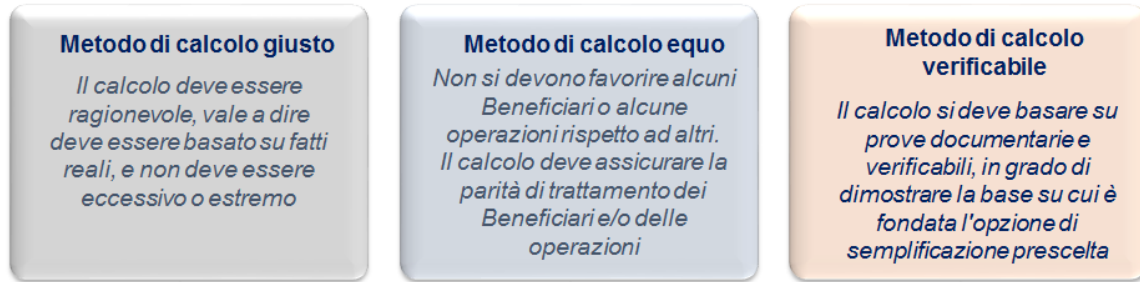 Metodo di calcolo giusto
Il calcolo deve essere
ragionevole, vale a dire
deve essere basato su fatti
reali, e non deve essere
eccessivo o estremo
Metodo di calcolo equo
Non si devono favorire alcuni
Beneficiari o alcune
operazioni rispetto ad altri.
Il calcolo deve assicurare la
parità di trattamento dei
Beneficiari e/o delle
operazioni
Metodo di calcolo
verificabile
Il calcolo si deve basare su
prove documentarie e
verificabili, in grado di
dimostrare la base su cui è
fondata l'opzione di
semplificazione prescelta